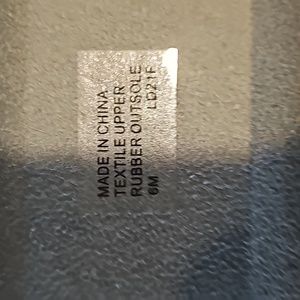 MADE IN CHINA
TEXTILE UPPER
RUBBER OUTSOLE
6M LD21F